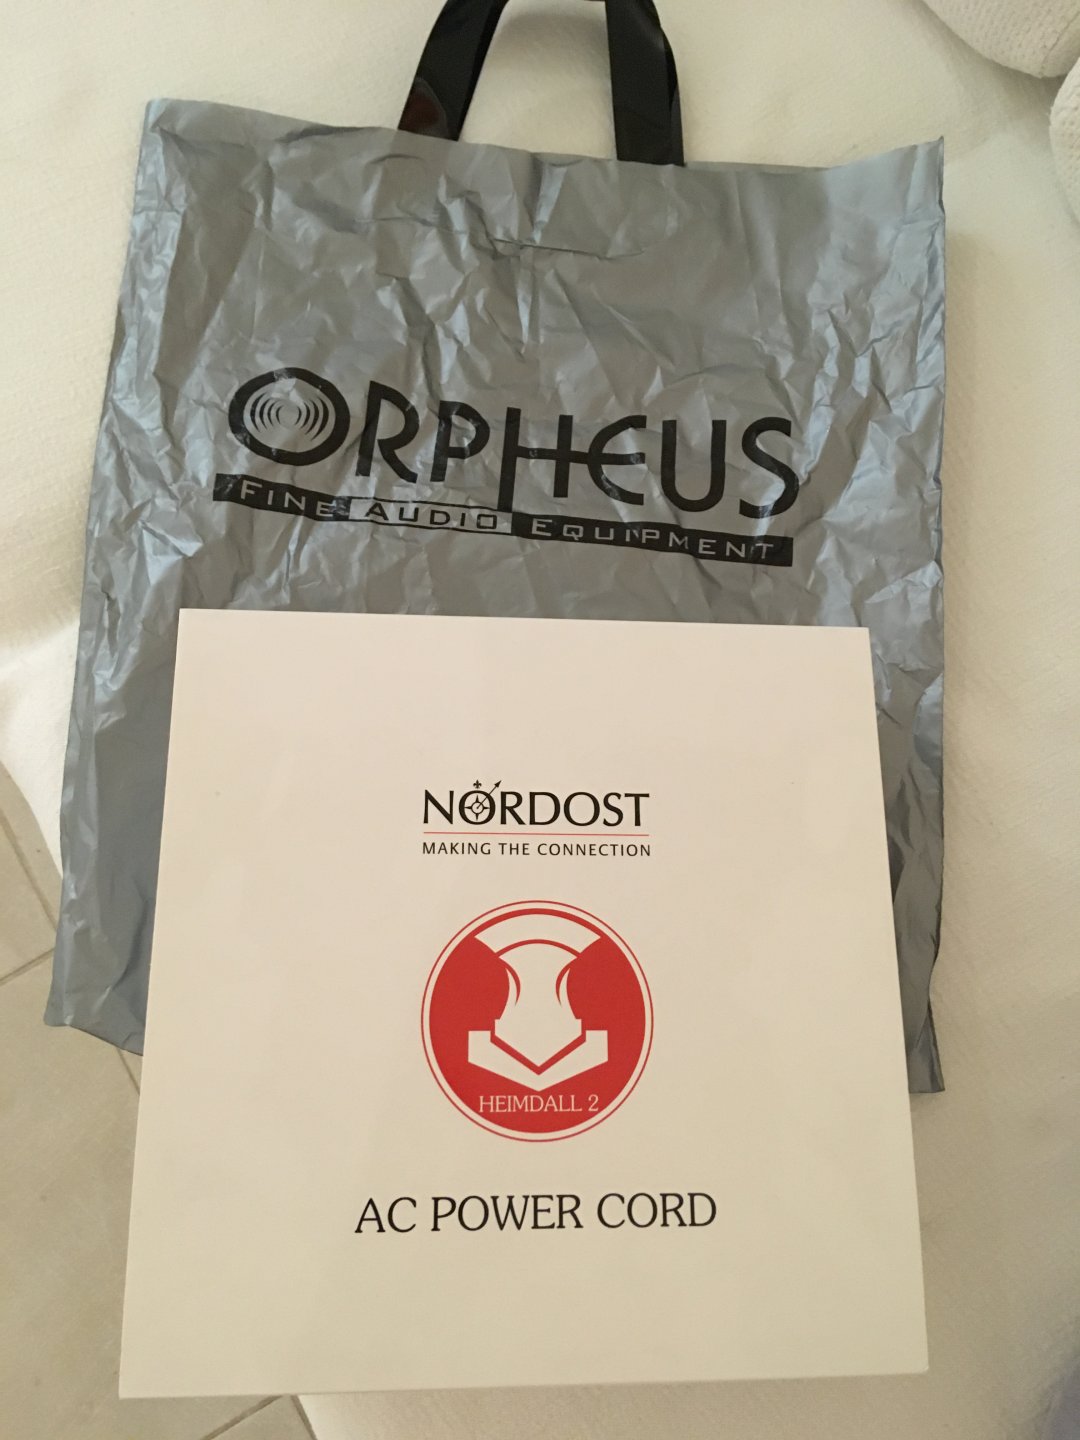 ORPHEUS
FINE AUDIO EQUIPMENT
NORDOST
MAKING THE CONNECTION
HEIMDALL 2
AC POWER CORD